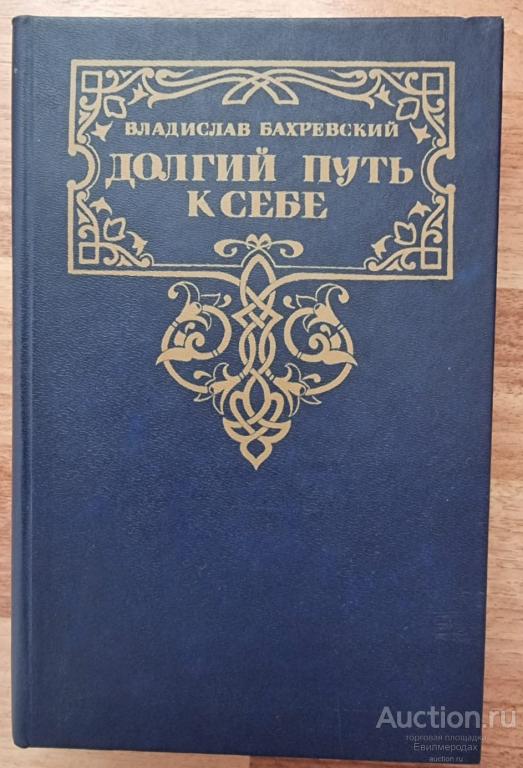 ВЛАДИСЛАВ БАХРЕВСКИЙ
ДОЛГИЙ ПУТЬ
К СЕБЕ
Auction.ru
торговая площадка
Евилмеродах
auction.ru